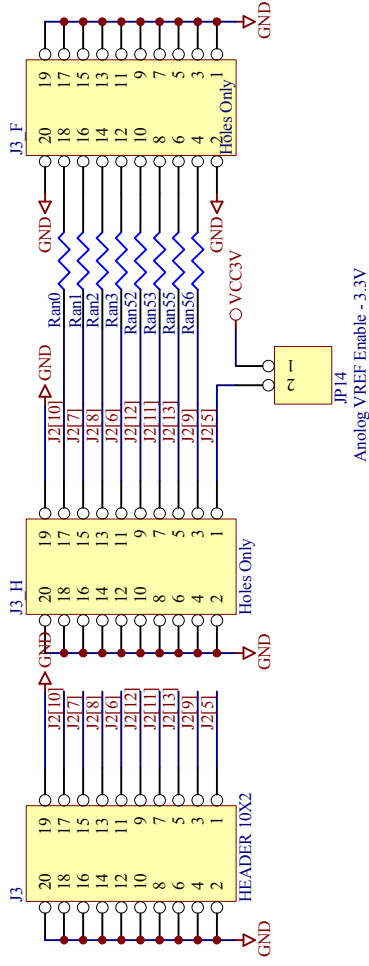 J3
20 19
18 17
16 15
14 13
12 11
10 9
8 7
6 5
4 3
2 1
HEADER 10X2
GND
GND
J2[10]
J2[7]
J2[8]
J2[6]
J2[12]
J2[11]
J2[13]
J2[9]
J2[5]
J3_H
20 19
18 17
16 15
14 13
12 11
10 9
8 7
6 5
4 3
2 1
Holes Only
GND
GND
J2[10]
J2[7]
J2[8]
J2[6]
J2[12]
J2[11]
J2[13]
J2[9]
J2[5]
Ran0
Ran1
Ran2
Ran3
Ran52
Ran53
Ran55
Ran56
J3_F
GND
20 19
18 17
16 15
14 13
12 11
10 9
8 7
6 5
4 3
2 1
GND
Holes Only
GND
VCC3V
2 1
JP14
Anolog VREF Enable - 3.3V